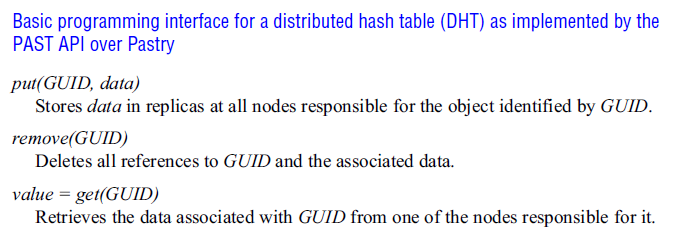 Basic programming interface for a distributed hash table (DHT) as implemented by the
PAST API over Pastry
put(GUID, data)
Stores data in replicas at all nodes responsible for the object identified by GUID.
remove(GUID)
Deletes all references to GUID and the associated data.
value = get(GUID)
Retrieves the data associated with GUID from one of the nodes responsible for it.